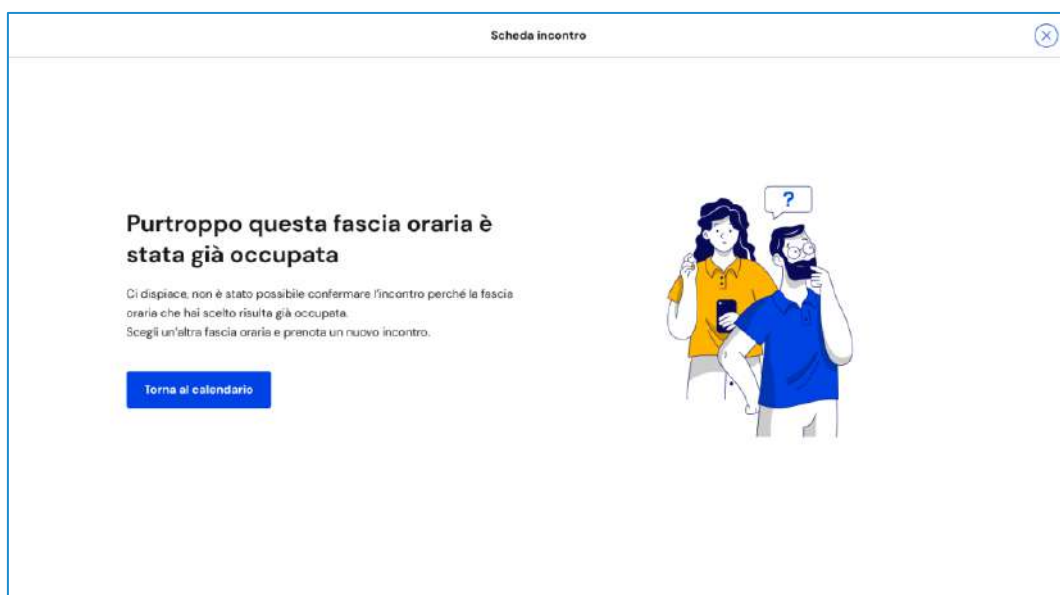 Scheda incontro
Purtroppo questa fascia oraria è
stata già occupata
?
Ci dispiace, non è stato possibile confermare l'incontro perché la fascia
oraria che hai scelto risulta già occupata.
Scegli un'altra fascia oraria e prenota un nuovo incontro.
Torna al calendario